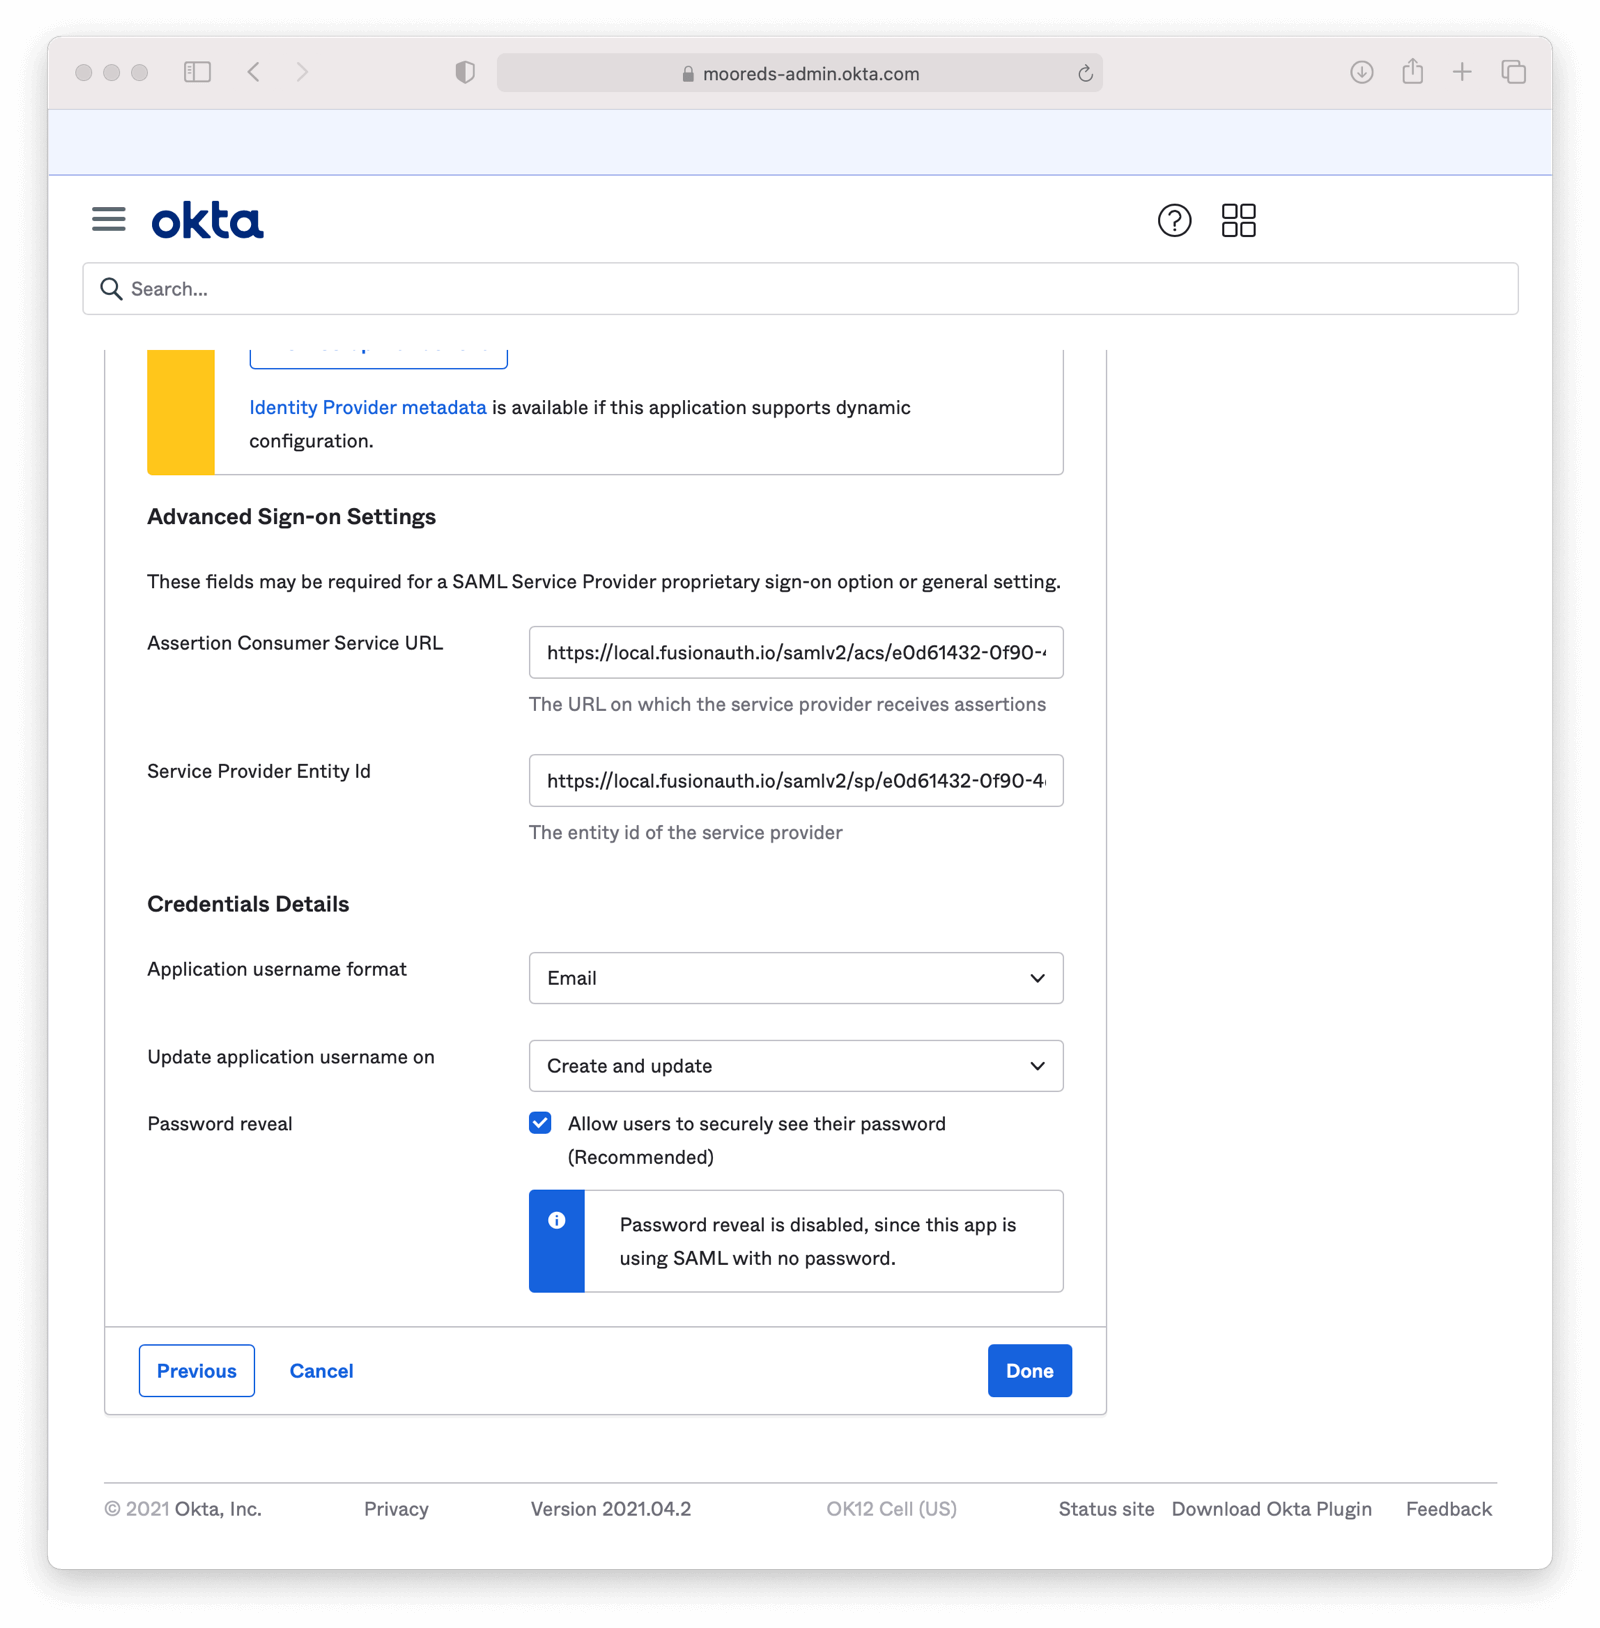 mooreds-admin.okta.com
okta
Search...
Identity Provider metadata is available if this application supports dynamic
configuration.
Advanced Sign-on Settings
These fields may be required for a SAML Service Provider proprietary sign-on option or general setting.
Assertion Consumer Service URL
https://local.fusionauth.io/samlv2/acs/e0d61432-0f90-
The URL on which the service provider receives assertions
Service Provider Entity Id
https://local.fusionauth.io/samlv2/sp/e0d61432-0f90-4
The entity id of the service provider
Credentials Details
Application username format
Email
Update application username on
Create and update
Password reveal
Allow users to securely see their password
(Recommended)
Password reveal is disabled, since this app is
using SAML with no password.
Previous
Cancel
Done
© 2021 Okta, Inc.
Privacy
Version 2021.04.2
OK12 Cell (US)
Status site
Download Okta Plugin
Feedback